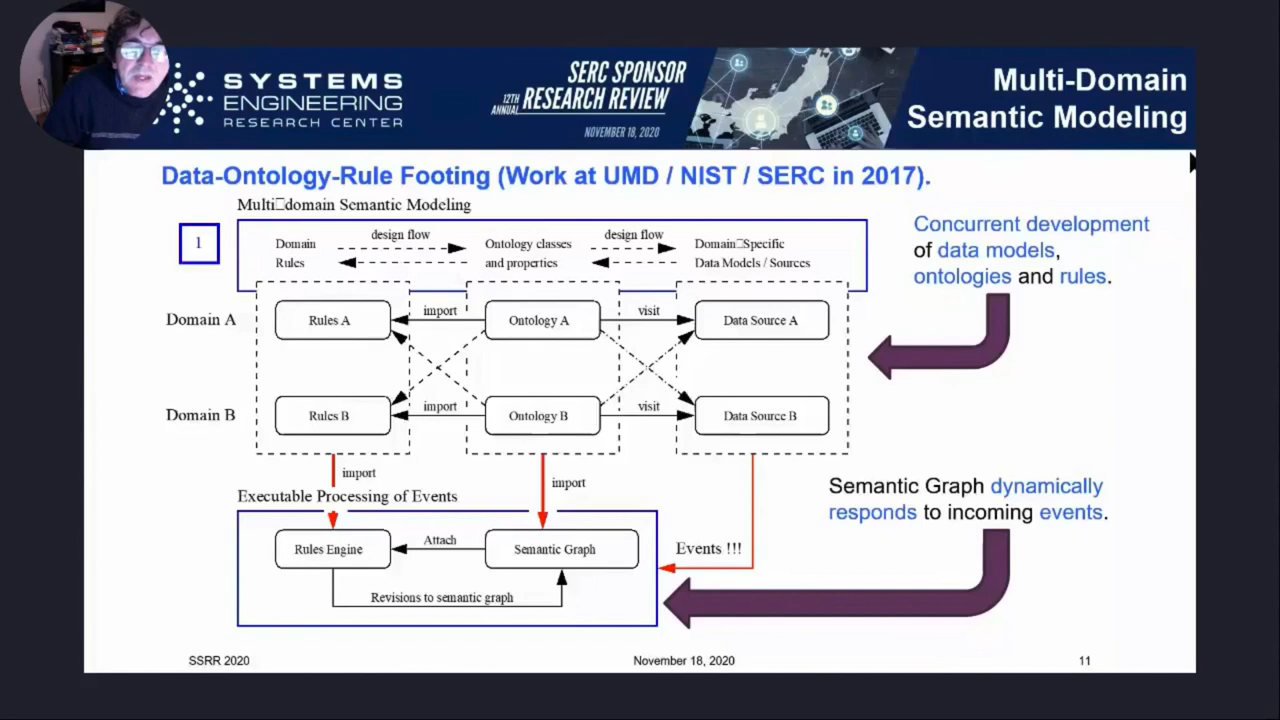 SYSTEMS
ENGINEERING
RESEARCH CENTER
SERC SPONSOR
12TH
ANNUAL
RESEARCH REVIEW
NOVEMBER 18, 2020
Multi-Domain
Semantic Modeling
Data-Ontology-Rule Footing (Work at UMD / NIST / SERC in 2017).
Multi□domain Semantic Modeling
1
Domain
Rules
design flow
Ontology classes
and properties
design flow
Domain□Specific
Data Models / Sources
Concurrent development
of data models,
ontologies and rules.
Domain A
Rules A
import
Ontology A
visit
Data Source A
Domain B
Rules B
import
Ontology B
visit
Data Source B
import
import
Executable Processing of Events
Rules Engine
Attach
Semantic Graph
Events !!!
Revisions to semantic graph
Semantic Graph dynamically
responds to incoming events.
SSRR 2020
November 18, 2020
11